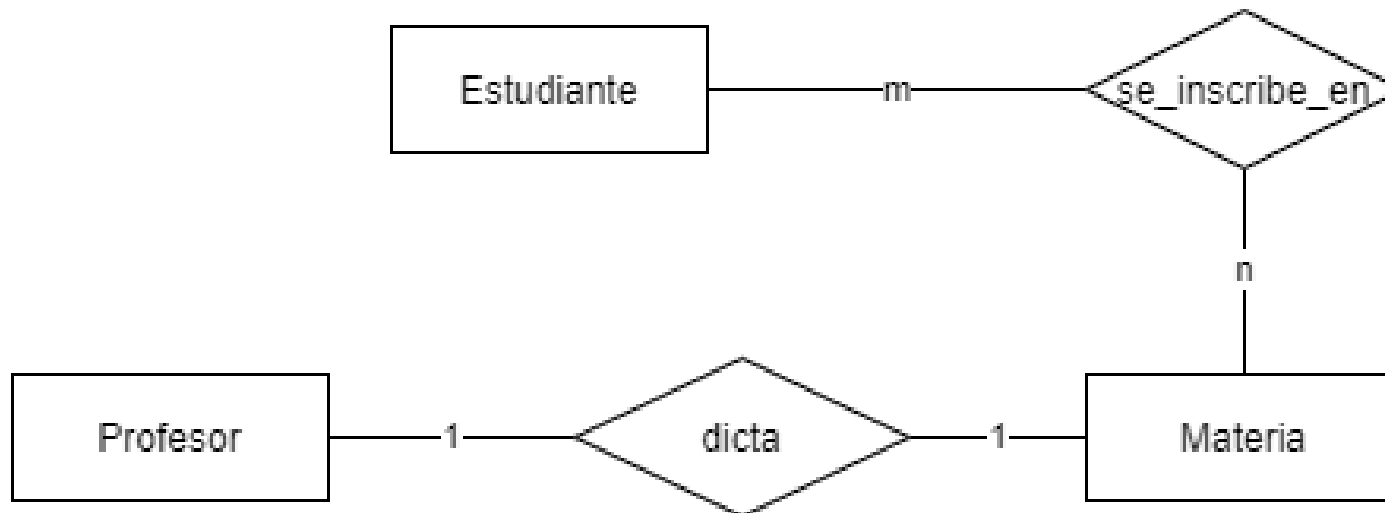 Estudiante
m
se_inscribe_en
n
Profesor
1
dicta
1
Materia